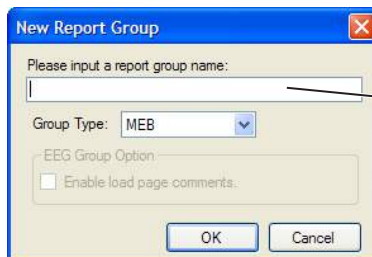 New Report Group
Please input a report group name:
Group Type: MEB
EEG Group Option
Enable load page comments.
OK Cancel